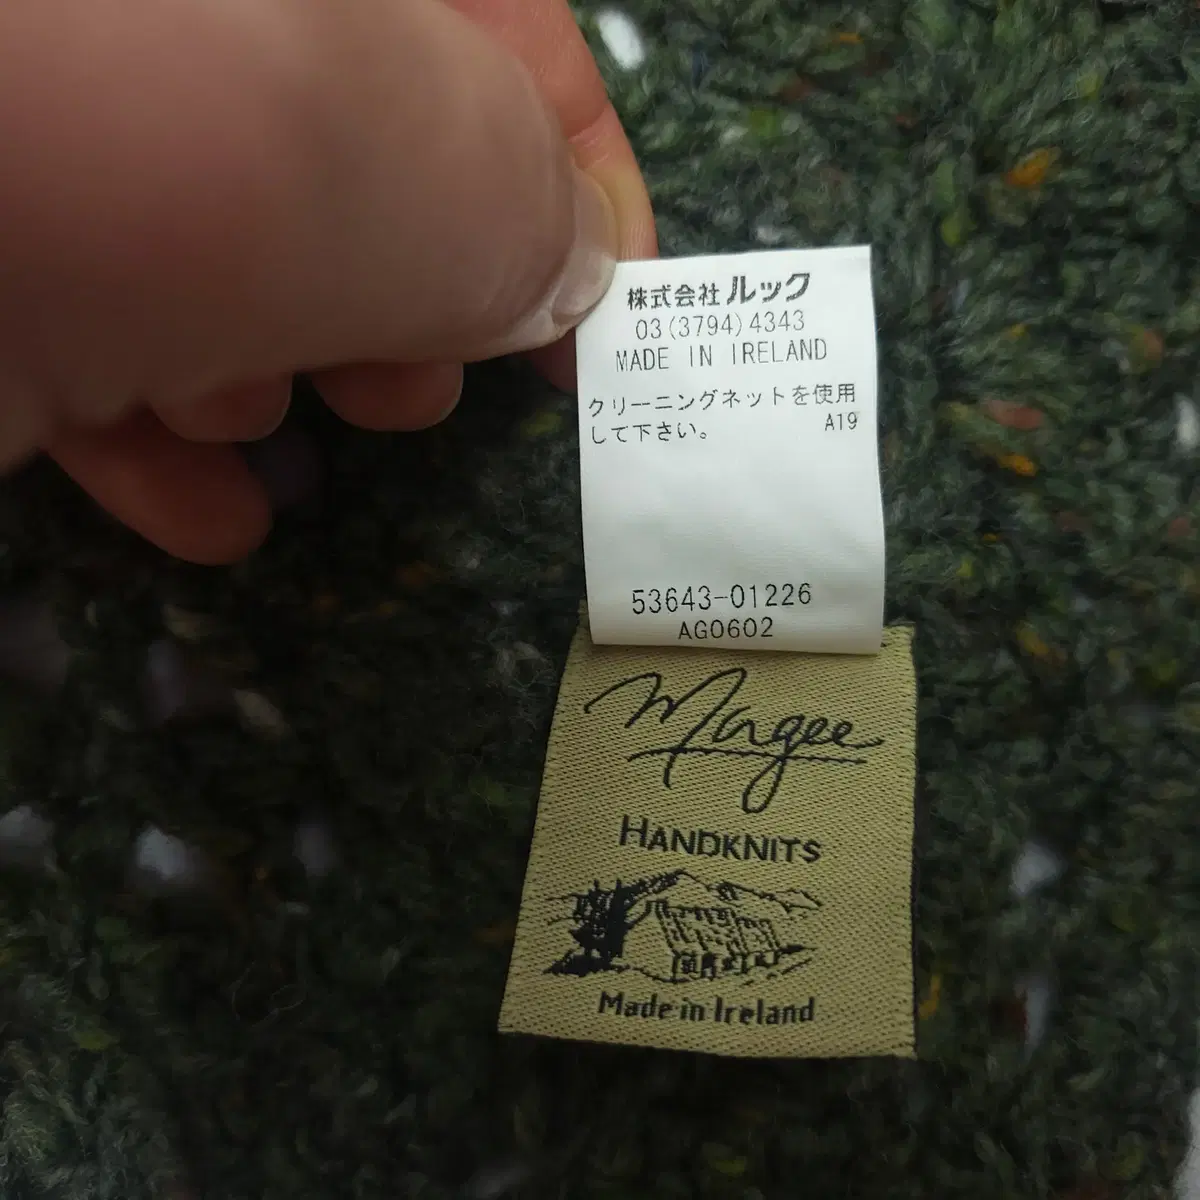 株式会社 ルック
03(3794)4343
MADE IN IRELAND
クリーニングネットを使用
して下さい。 A19
53643-01226
AG0602
Magee
HANDKNITS
Made in Ireland